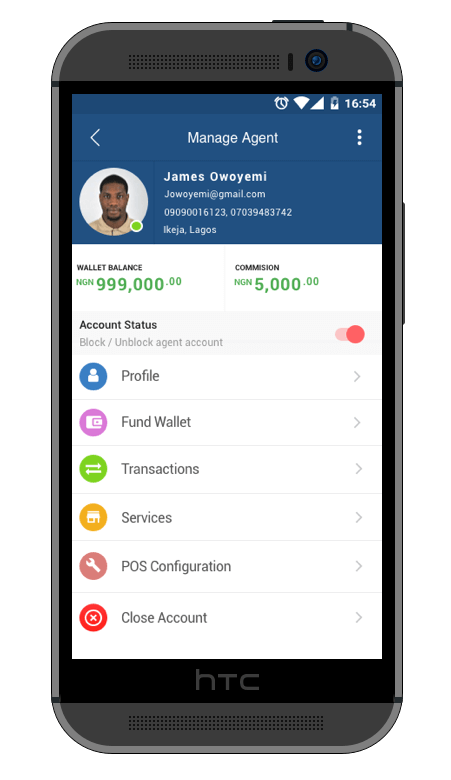 16:54
Manage Agent
James Owoyemi
Jowoyemi@gmail.com
09090016123, 07039483742
Ikeja, Lagos
WALLET BALANCE
NGN 999,000.00
COMMISION
NGN 5,000.00
Account Status
Block / Unblock agent account
Profile
Fund Wallet
Transactions
Services
POS Configuration
Close Account
hTC